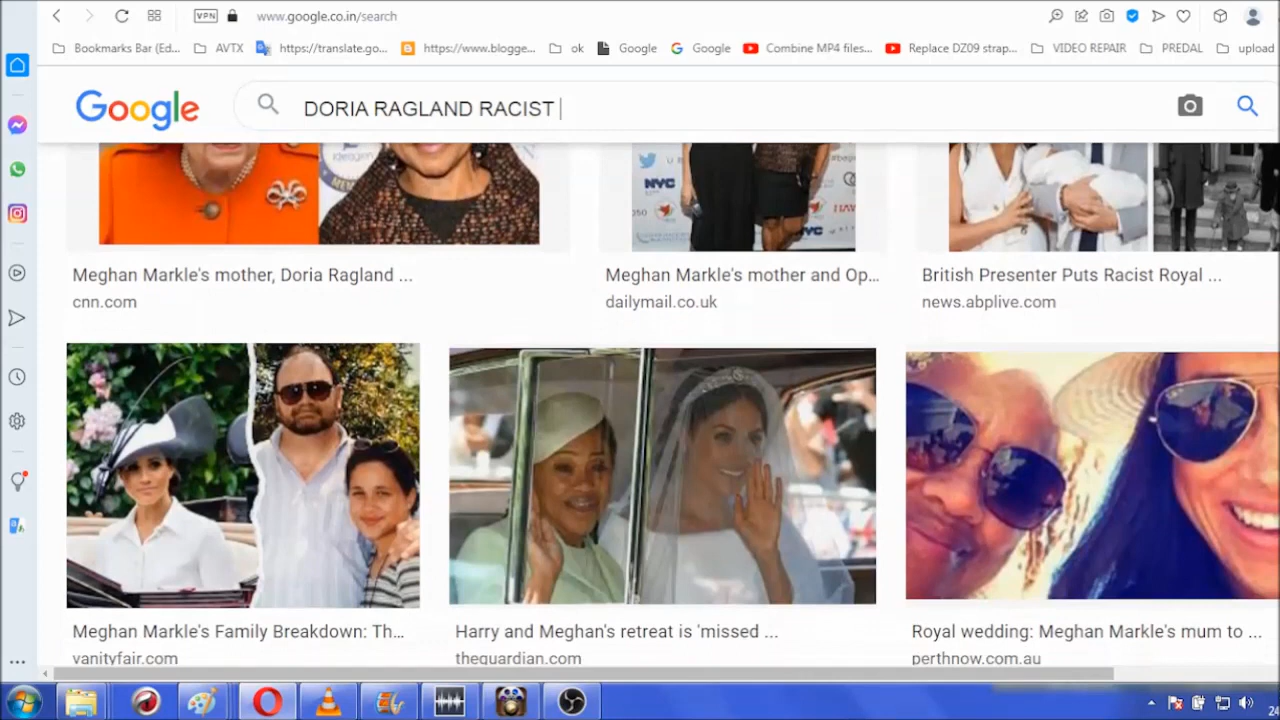 VPN www.google.co.in/search
Bookmarks Bar (Ed... AVTX https://translate.go... https://www.blogge... ok Google Google Combine MP4 files... Replace DZ09 strap... VIDEO REPAIR PREDAL upload
Google DORIA RAGLAND RACIST
Meghan Markle's mother, Doria Ragland ...
cnn.com
Meghan Markle's mother and Op...
dailymail.co.uk
British Presenter Puts Racist Royal ...
news.abplive.com
Meghan Markle's Family Breakdown: Th...
vanityfair.com
Harry and Meghan's retreat is 'missed ...
theguardian.com
Royal wedding: Meghan Markle's mum to ...
perthnow.com.au
NYC
NYC